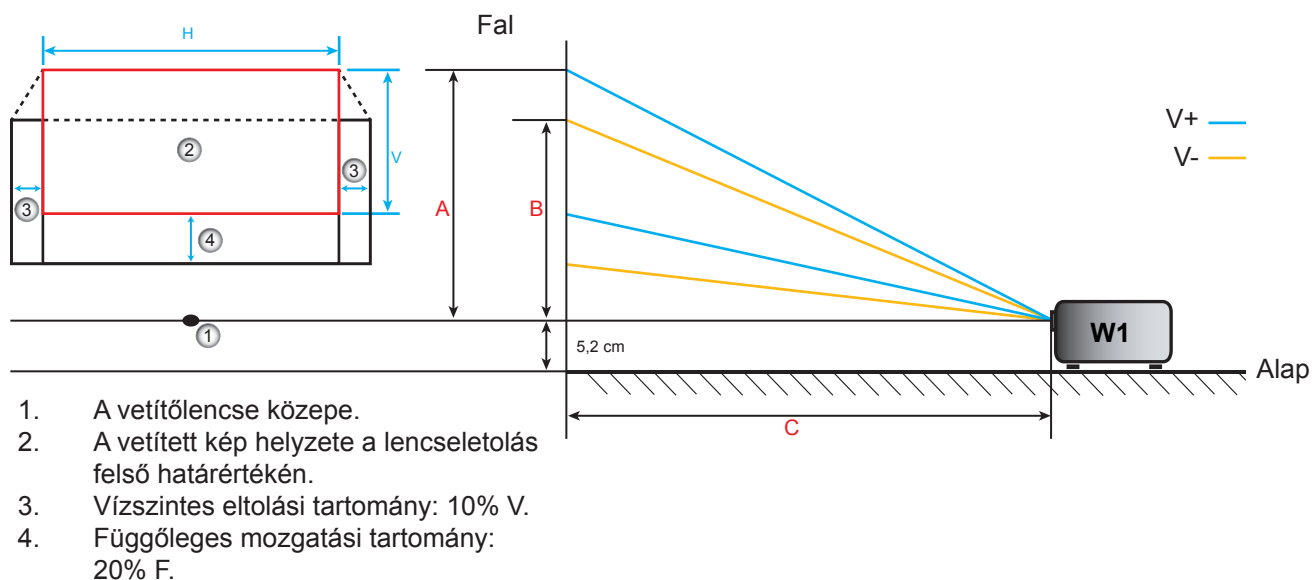 H
Fal
V+
V-
2
V
3
3
A
B
4
1
5,2 cm
W1
Alap
C
1. A vetítőlencse közepe.
2. A vetített kép helyzete a lencseletolás
felső határértékén.
3. Vízszintes eltolási tartomány: 10% V.
4. Függőleges mozgatási tartomány:
20% F.